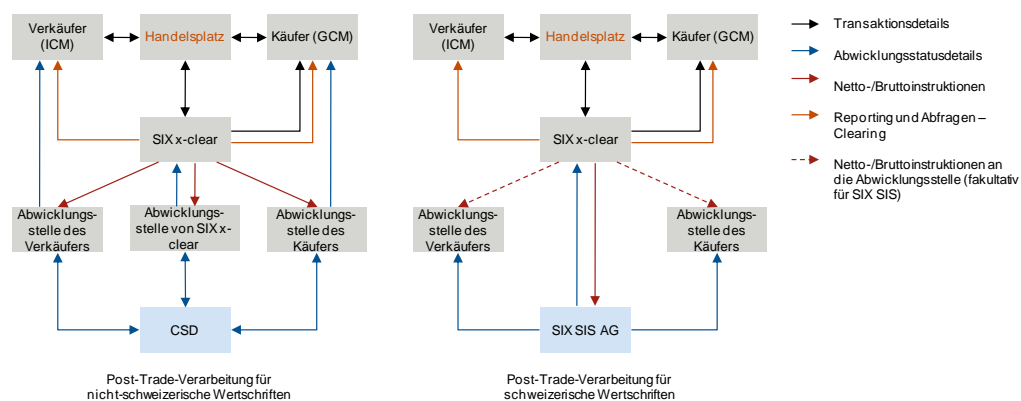 Verkäufer
(ICM)
Handelsplatz
Käufer (GCM)
SIX x-clear
Abwicklungs-
stelle des
Verkäufers
Abwicklungs-
stelle von SIX x-
clear
Abwicklungs-
stelle des
Käufers
CSD
Post-Trade-Verarbeitung für
nicht-schweizerische Wertschriften
Verkäufer
(ICM)
Handelsplatz
Käufer (GCM)
SIX x-clear
Abwicklungs-
stelle des
Verkäufers
Abwicklungs-
stelle des
Käufers
SIX SIS AG
Post-Trade-Verarbeitung für
schweizerische Wertschriften
Transaktionsdetails
Abwicklungsstatusdetails
Netto-/Bruttoinstruktionen
Reporting und Abfragen –
Clearing
Netto-/Bruttoinstruktionen an
die Abwicklungsstelle (fakultativ
für SIX SIS)